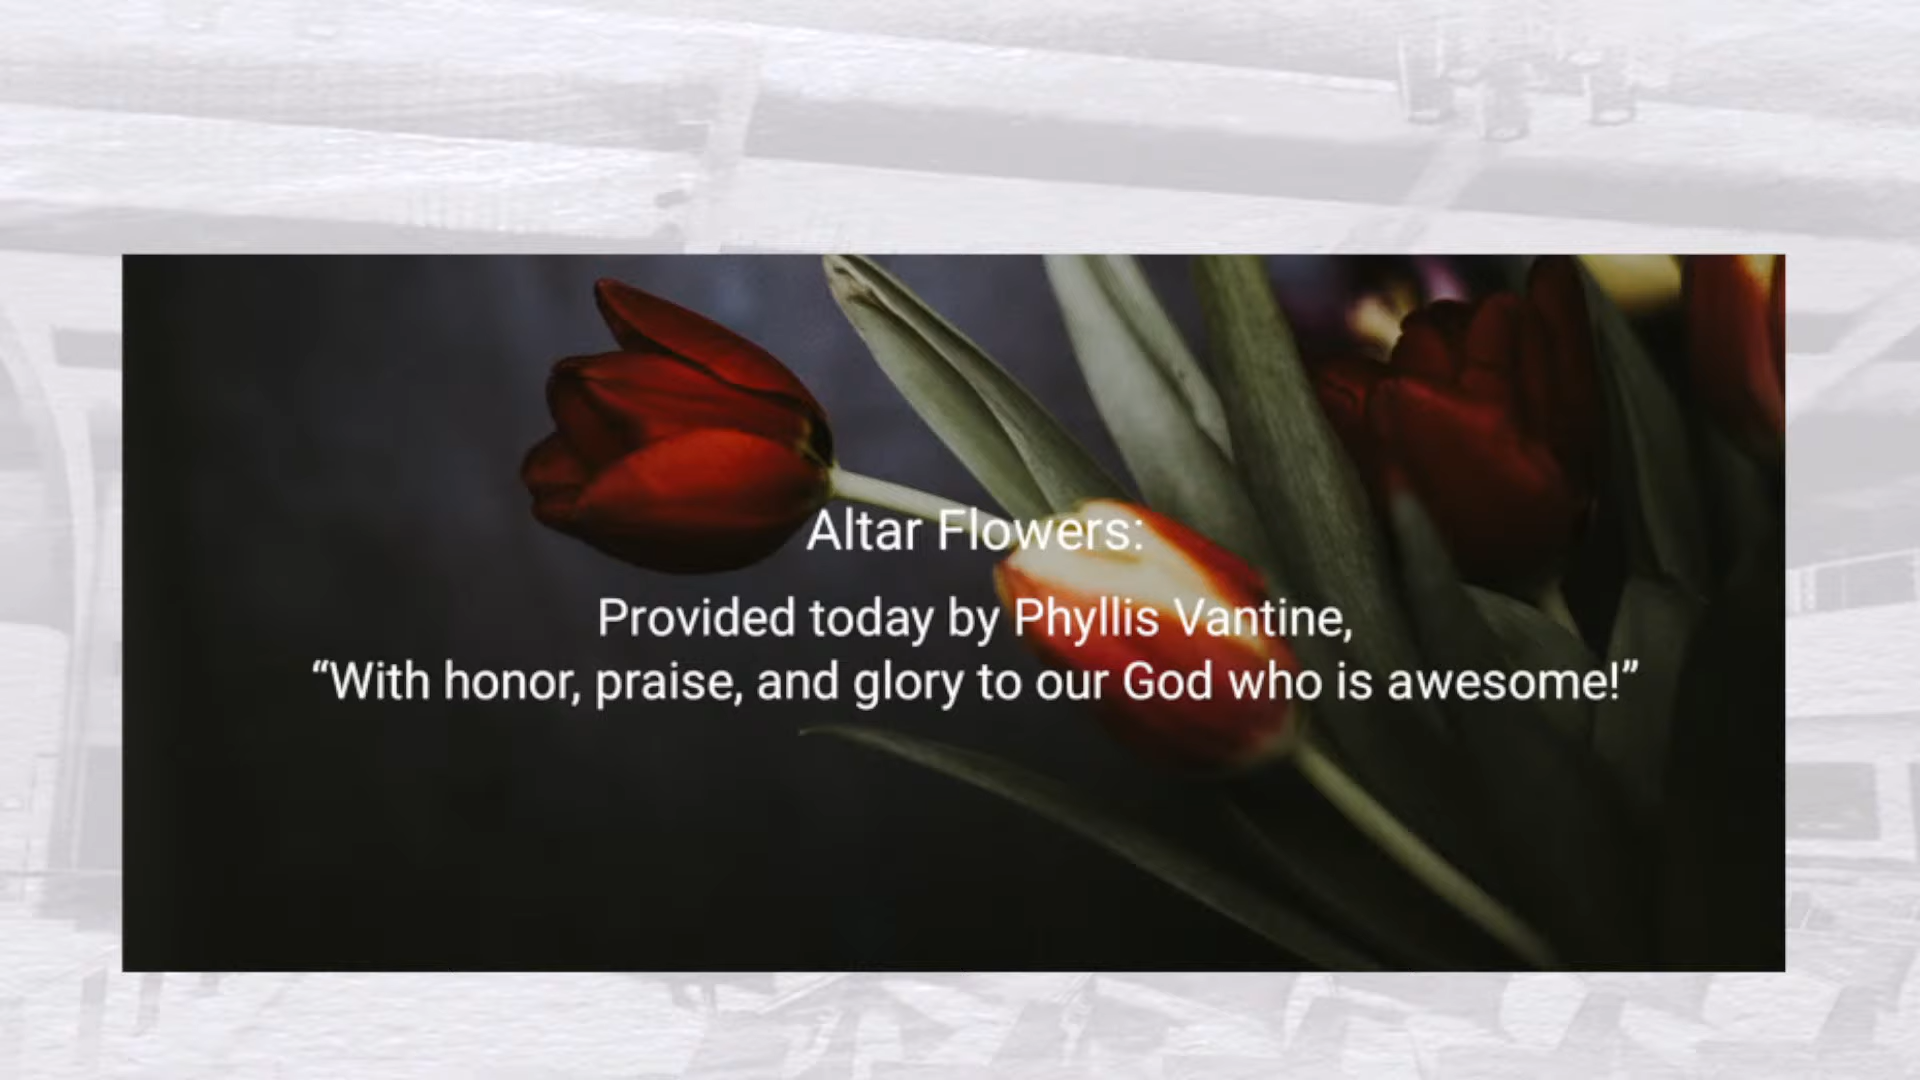 Altar Flowers:
Provided today by Phyllis Vantine,
“With honor, praise, and glory to our God who is awesome!”